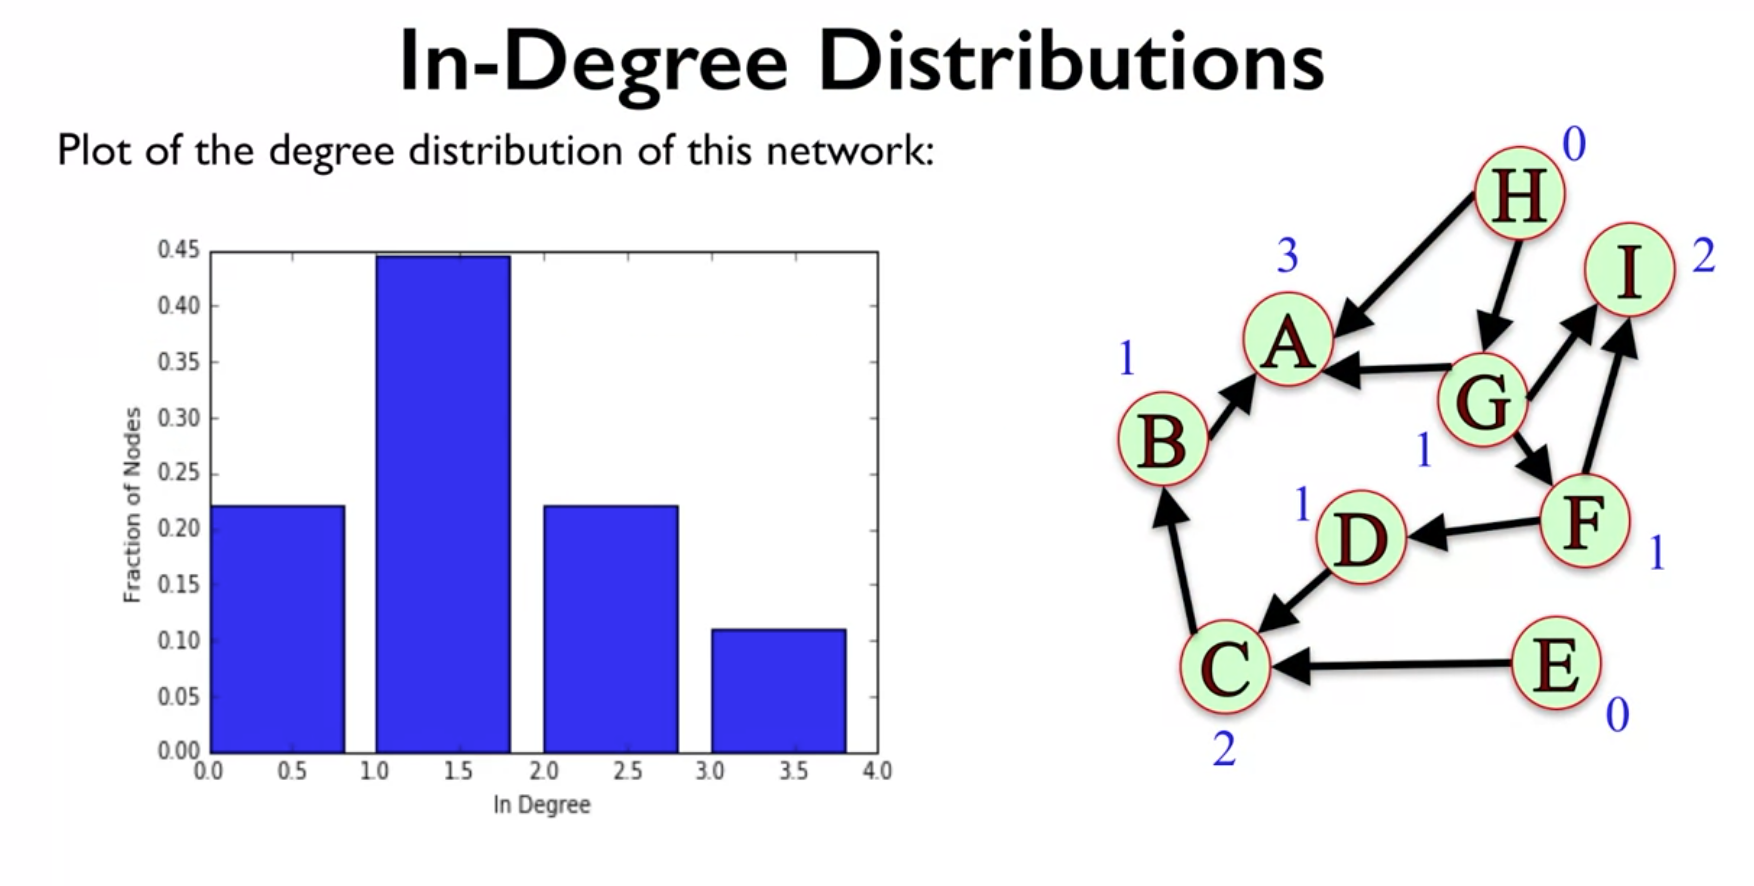 In-Degree Distributions
Plot of the degree distribution of this network:
0.45
0.40
0.35
0.30
0.25
0.20
0.15
0.10
0.05
0.00
Fraction of Nodes
0.0 0.5 1.0 1.5 2.0 2.5 3.0 3.5 4.0
In Degree
H 0
I 2
3
A
1
B
G
1
1
D
F
1
C
2
E
0